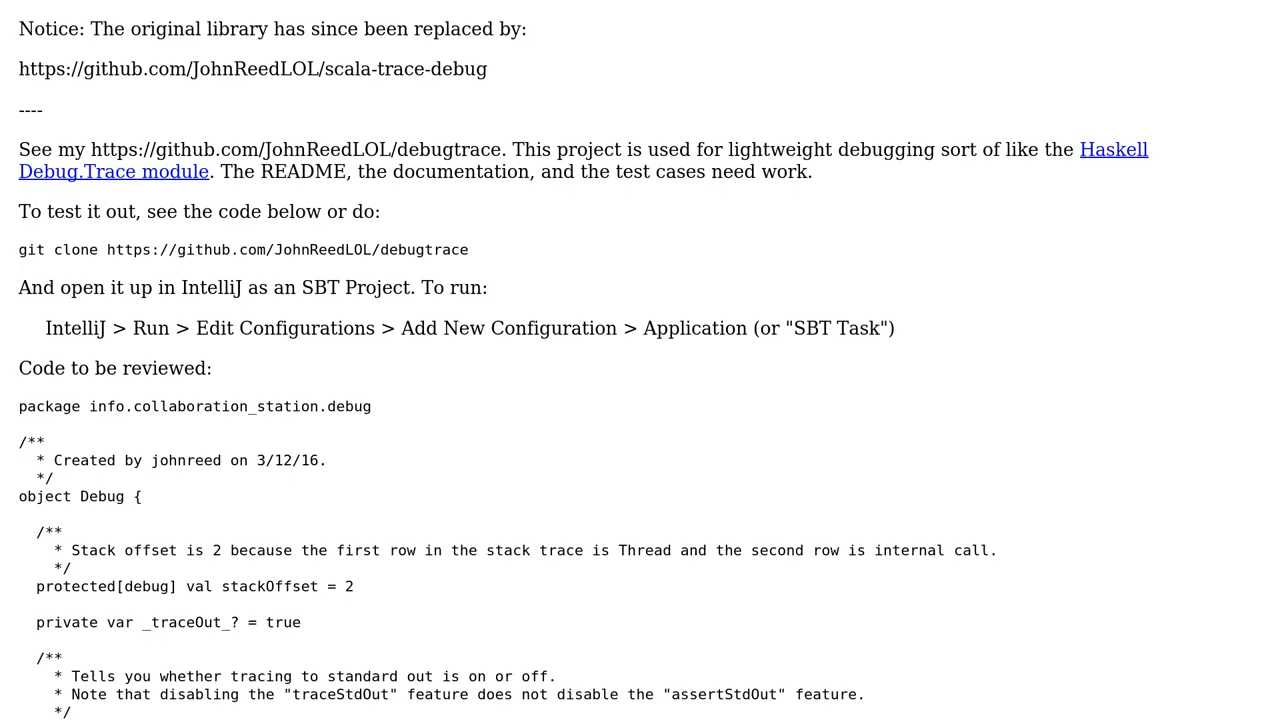 Notice: The original library has since been replaced by:
https://github.com/JohnReedLOL/scala-trace-debug
----
See my https://github.com/JohnReedLOL/debugtrace. This project is used for lightweight debugging sort of like the Haskell
Debug.Trace module. The README, the documentation, and the test cases need work.
To test it out, see the code below or do:
git clone https://github.com/JohnReedLOL/debugtrace
And open it up in IntelliJ as an SBT Project. To run:
IntelliJ > Run > Edit Configurations > Add New Configuration > Application (or "SBT Task")
Code to be reviewed:
package info.collaboration_station.debug
/**
  * Created by johnreed on 3/12/16.
  */
object Debug {
  /**
    * Stack offset is 2 because the first row in the stack trace is Thread and the second row is internal call.
    */
  protected[debug] val stackOffset = 2
  private var _traceOut_? = true
  /**
    * Tells you whether tracing to standard out is on or off.
    * Note that disabling the "traceStdOut" feature does not disable the "assertStdOut" feature.
    */